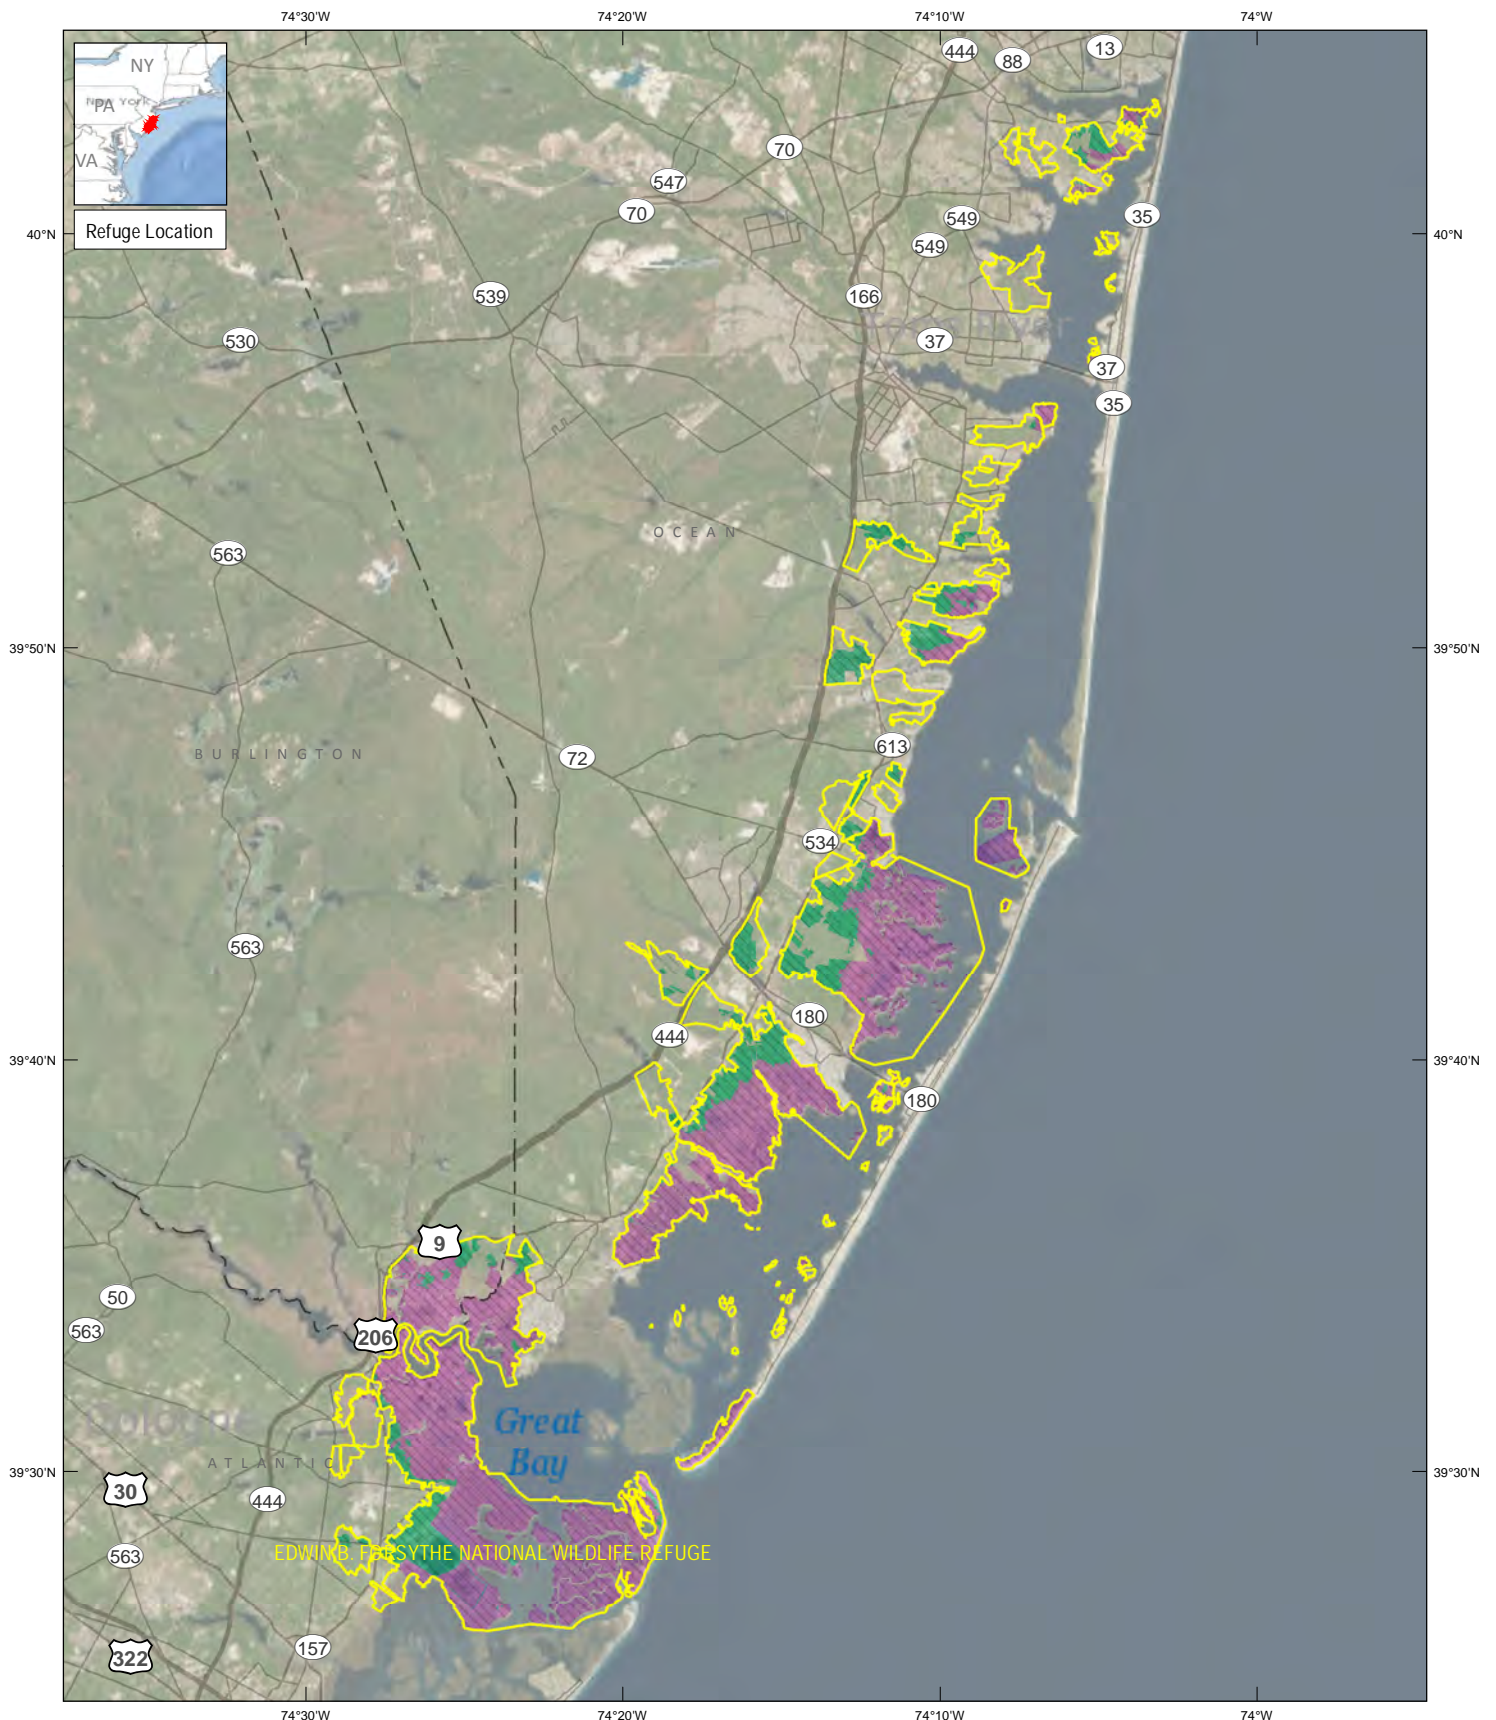 74°30'W
74°20'W
74°10'W
74°W
NY
New York
PA
VA
Refuge Location
444
88
13
70
547
70
549
35
40°N
40°N
549
539
166
530
37
37
35
OCEAN
563
39°50'N
39°50'N
613
BURLINGTON
72
534
563
180
444
39°40'N
39°40'N
180
9
50
563
206
Great
Bay
ATLANTIC
39°30'N
39°30'N
30
444
EDWIN B. FORSYTHE NATIONAL WILDLIFE REFUGE
563
157
322
74°30'W
74°20'W
74°10'W
74°W